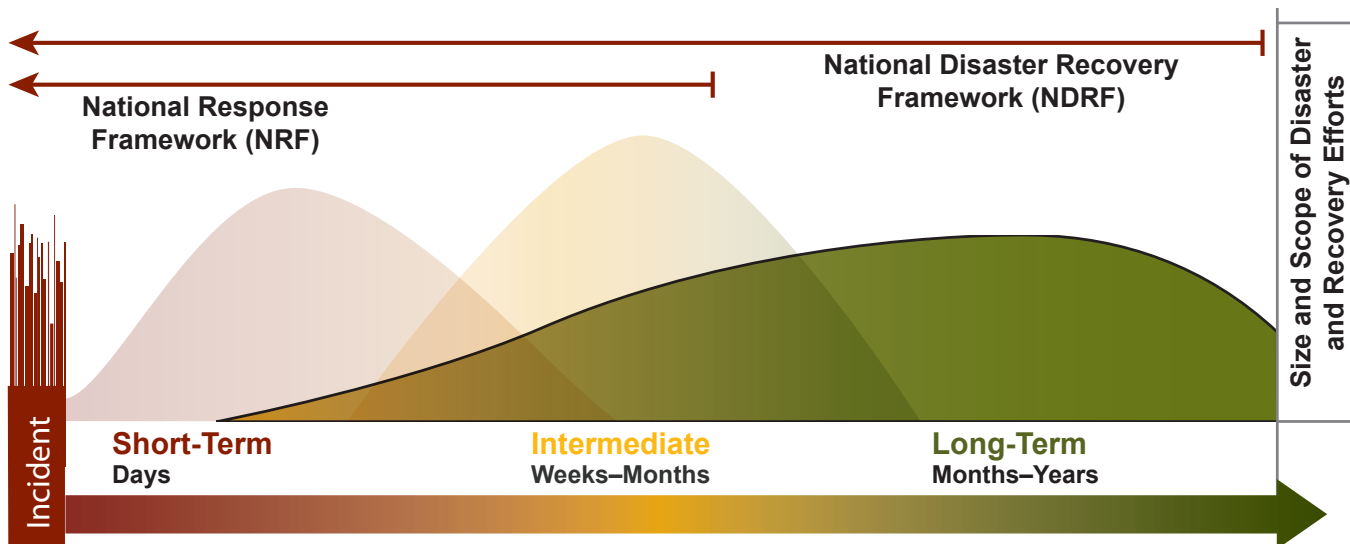 National Disaster Recovery
Framework (NDRF)
National Response
Framework (NRF)
Size and Scope of Disaster
and Recovery Efforts
Incident
Short-Term
Days
Intermediate
Weeks–Months
Long-Term
Months–Years